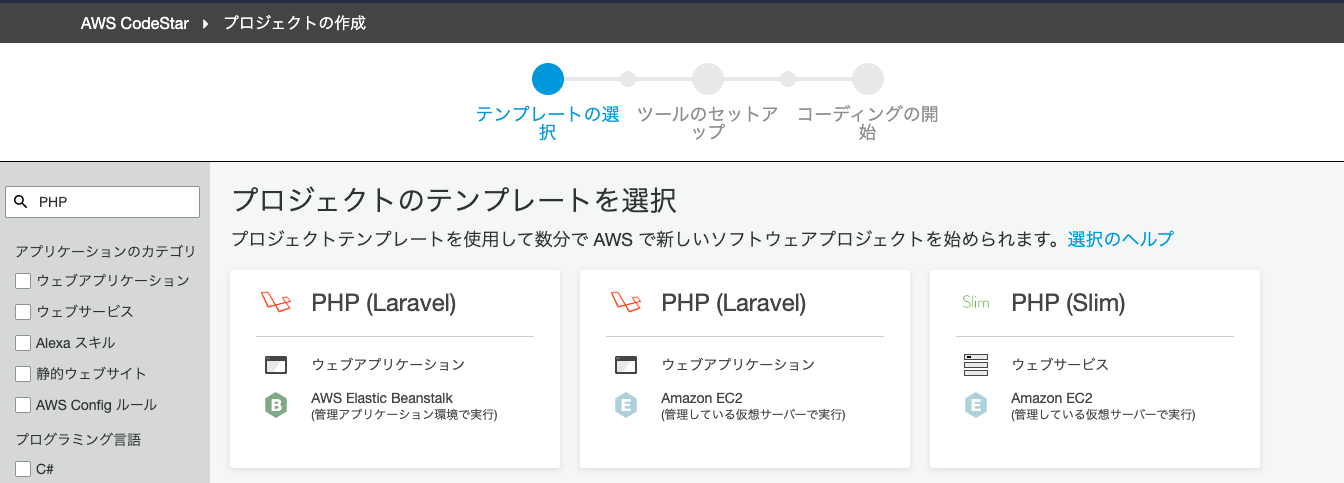 AWS CodeStar プロジェクトの作成
テンプレートの選
択
ツールのセットア
ップ
コーディングの開
始
PHP
アプリケーションのカテゴリ
ウェブアプリケーション
ウェブサービス
Alexa スキル
静的ウェブサイト
AWS Config ルール
プログラミング言語
C#
プロジェクトのテンプレートを選択
プロジェクトテンプレートを使用して数分で AWS で新しいソフトウェアプロジェクトを始められます。選択のヘルプ
PHP (Laravel)
ウェブアプリケーション
B
AWS Elastic Beanstalk
(管理アプリケーション環境で実行)
PHP (Laravel)
ウェブアプリケーション
E
Amazon EC2
(管理している仮想サーバーで実行)
Slim PHP (Slim)
ウェブサービス
E
Amazon EC2
(管理している仮想サーバーで実行)